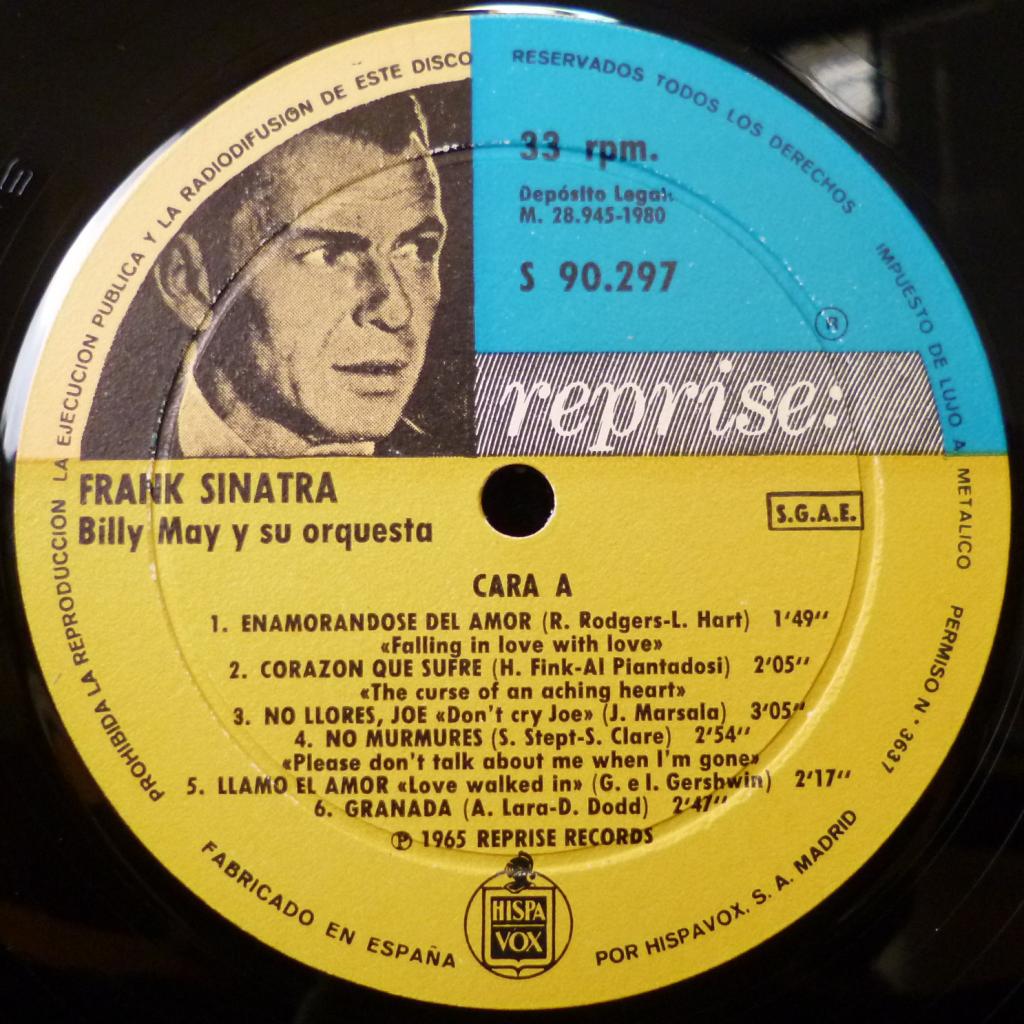 PROHIBIDA LA REPRODUCCION LA EJECUCION PUBLICA Y LA RADIODIFUSION DE ESTE DISCO
RESERVADOS TODOS LOS DERECHOS
IMPUESTO DE LUJO A METALICO
PERMISO N · 3637
33 rpm.
Depósito Legal:
M. 28.945-1980
S 90.297
R
reprise:
FRANK SINATRA
Billy May y su orquesta
S.G.A.E.
CARA A
1. ENAMORANDOSE DEL AMOR (R. Rodgers-L. Hart) 1'49''
«Falling in love with love»
2. CORAZON QUE SUFRE (H. Fink-Al Piantadosi) 2'05''
«The curse of an aching heart»
3. NO LLORES, JOE «Don't cry Joe» (J. Marsala) 3'05''
4. NO MURMURES (S. Stept-S. Clare) 2'54''
«Please don't talk about me when I'm gone»
5. LLAMO EL AMOR «Love walked in» (G. e I. Gershwin) 2'17''
6. GRANADA (A. Lara-D. Dodd) 2'47''
℗ 1965 REPRISE RECORDS
HISPA
VOX
FABRICADO EN ESPAÑA
POR HISPAVOX. S. A. MADRID